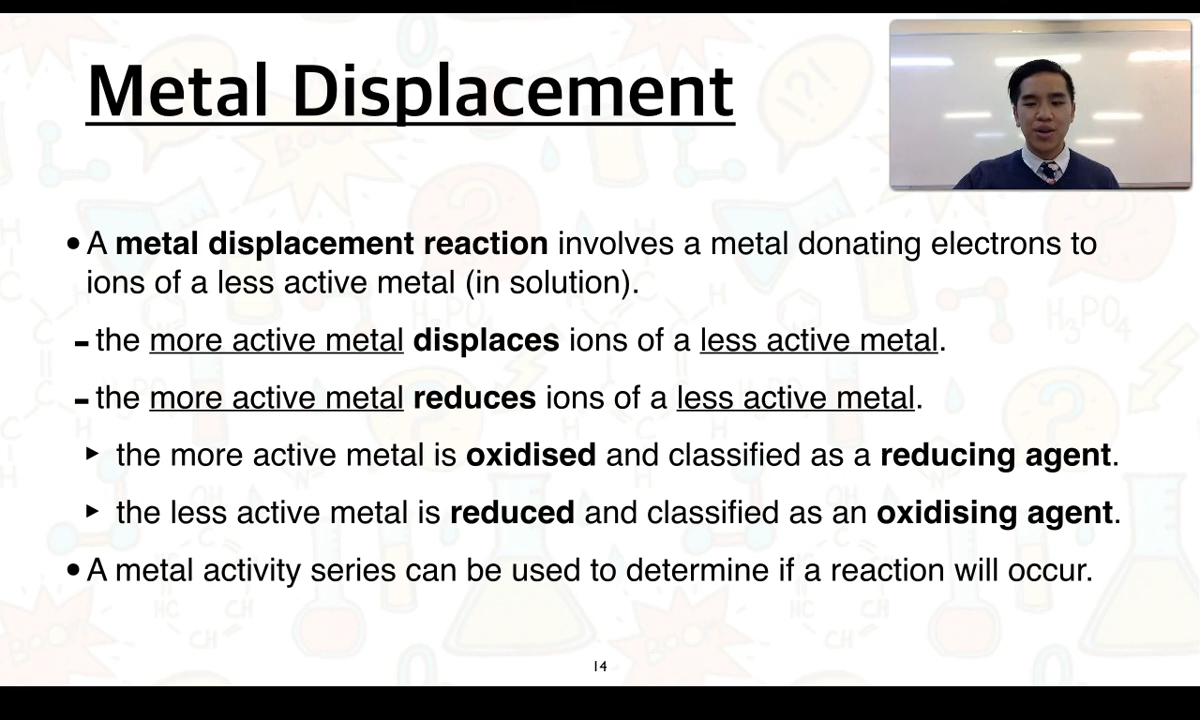 Metal Displacement
• A metal displacement reaction involves a metal donating electrons to
ions of a less active metal (in solution).
- the more active metal displaces ions of a less active metal.
- the more active metal reduces ions of a less active metal.
‣ the more active metal is oxidised and classified as a reducing agent.
‣ the less active metal is reduced and classified as an oxidising agent.
• A metal activity series can be used to determine if a reaction will occur.
14
H₃PO₄